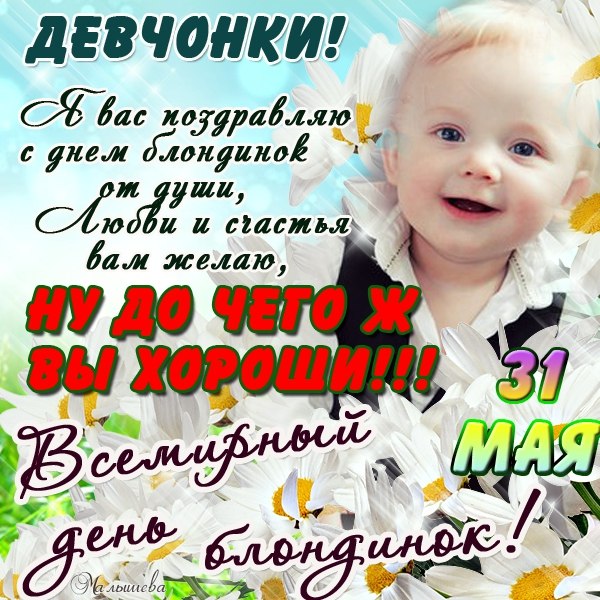 ДЕВЧОНКИ!
Я вас поздравляю
с днем блондинок
от души,
Любви и счастья
вам желаю,
НУ ДО ЧЕГО Ж
ВЫ ХОРОШИ!!!
31
МАЯ
Всемирный
день блондинок!
Малышева